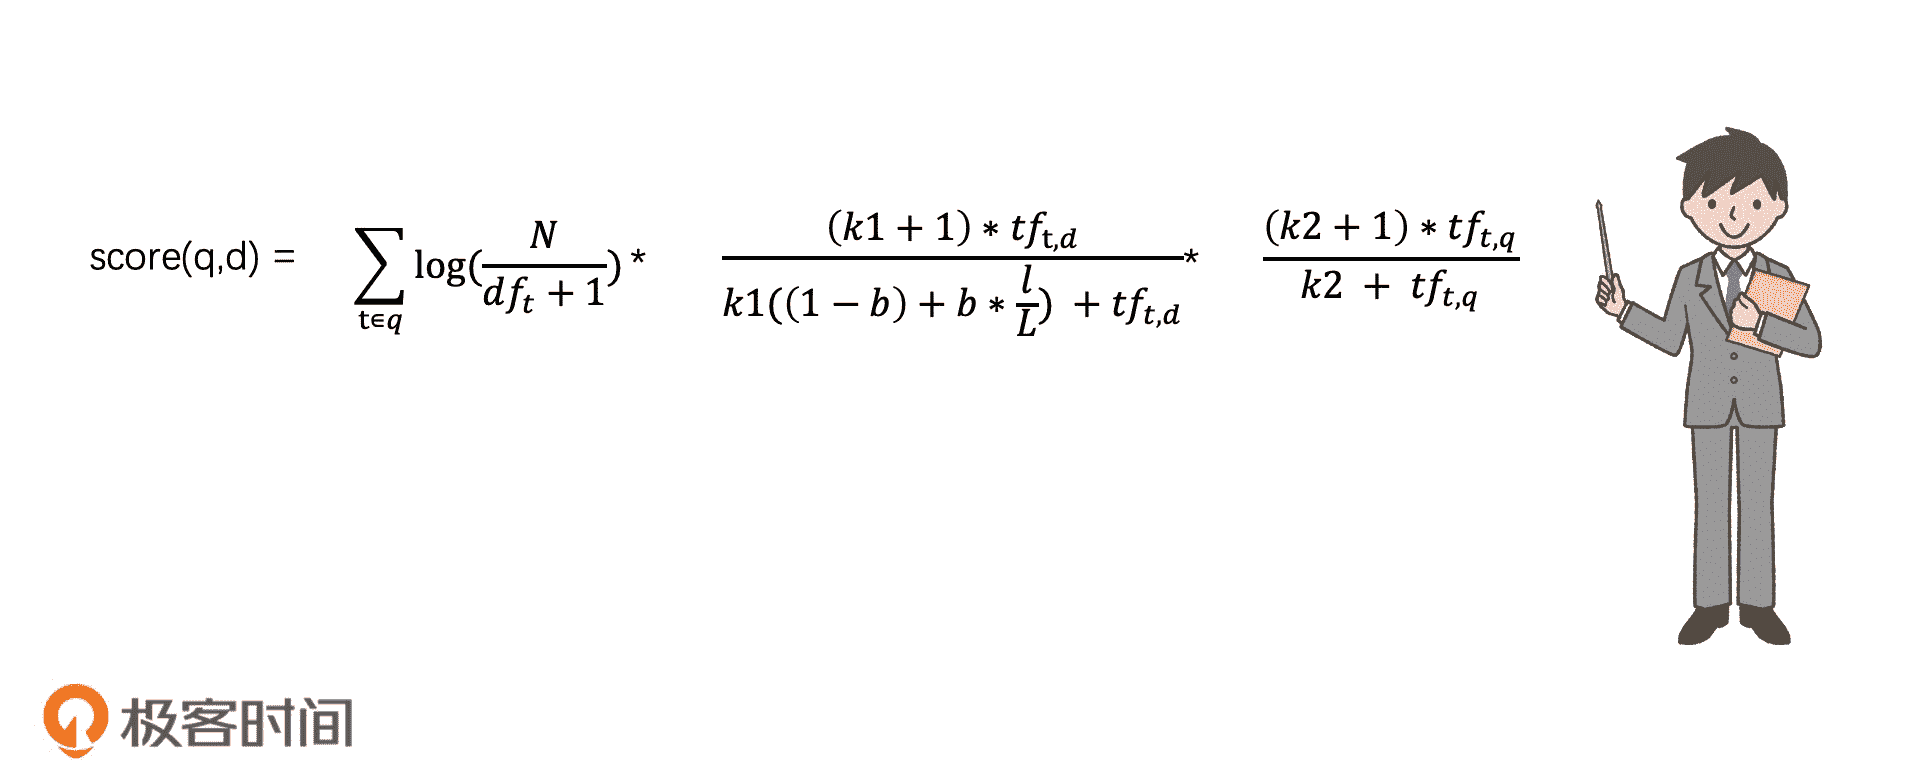 score(q,d) = ∑_{t∈q} log(N/(df_t + 1)) * ((k1 + 1) * tf_{t,d})/(k1((1 − b) + b * l/L) + tf_{t,d}) * ((k2 + 1) * tf_{t,q})/(k2 + tf_{t,q})
极客时间